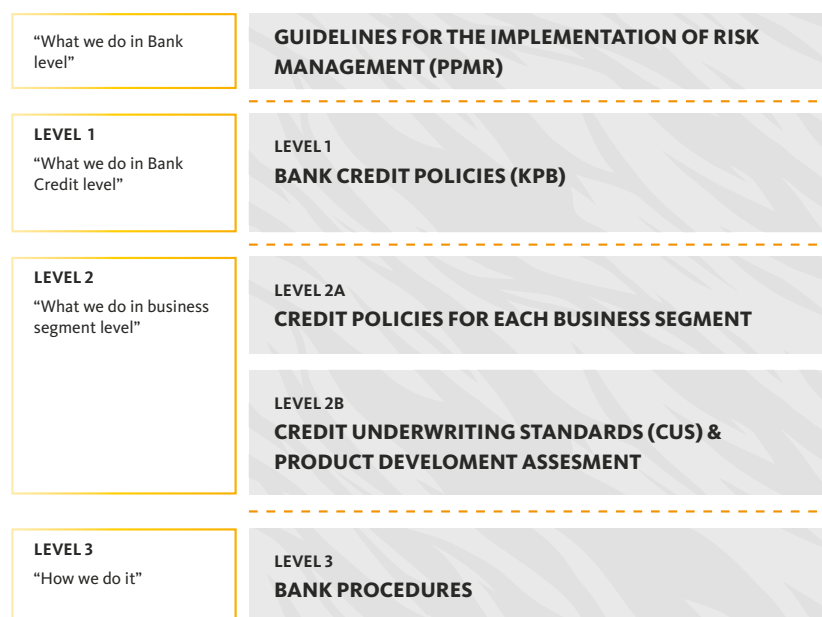 “What we do in Bank
level”
GUIDELINES FOR THE IMPLEMENTATION OF RISK
MANAGEMENT (PPMR)
LEVEL 1
“What we do in Bank
Credit level”
LEVEL 1
BANK CREDIT POLICIES (KPB)
LEVEL 2
“What we do in business
segment level”
LEVEL 2A
CREDIT POLICIES FOR EACH BUSINESS SEGMENT
LEVEL 2B
CREDIT UNDERWRITING STANDARDS (CUS) &
PRODUCT DEVELOMENT ASSESMENT
LEVEL 3
“How we do it”
LEVEL 3
BANK PROCEDURES